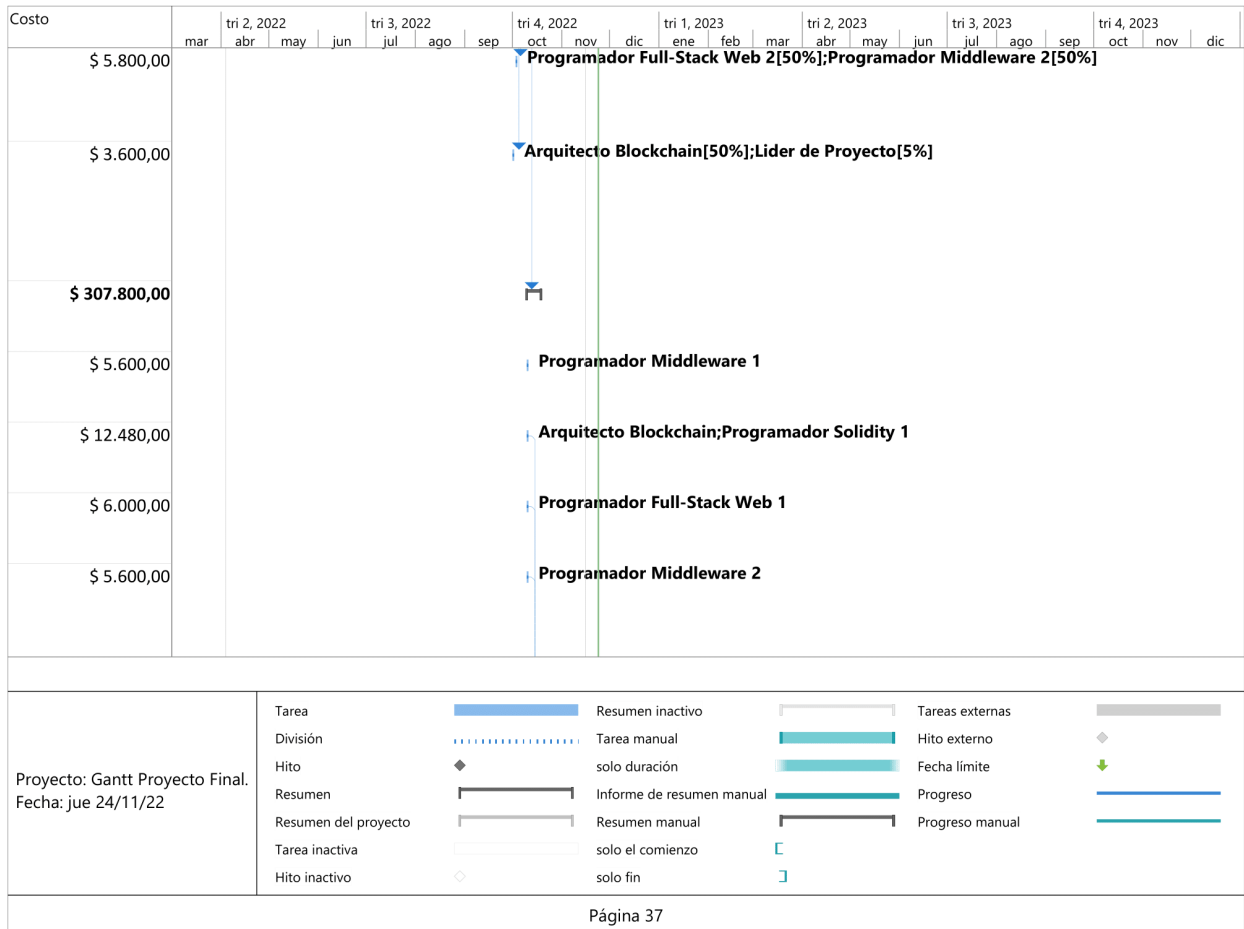 Costo
tri 2, 2022 tri 3, 2022 tri 4, 2022 tri 1, 2023 tri 2, 2023 tri 3, 2023 tri 4, 2023
mar abr may jun jul ago sep oct nov dic ene feb mar abr may jun jul ago sep oct nov dic
$ 5.800,00 Programador Full-Stack Web 2[50%];Programador Middleware 2[50%]
$ 3.600,00 Arquitecto Blockchain[50%];Lider de Proyecto[5%]
$ 307.800,00
$ 5.600,00 Programador Middleware 1
$ 12.480,00 Arquitecto Blockchain;Programador Solidity 1
$ 6.000,00 Programador Full-Stack Web 1
$ 5.600,00 Programador Middleware 2
Proyecto: Gantt Proyecto Final.
Fecha: jue 24/11/22
Tarea
División
Hito
Resumen
Resumen del proyecto
Tarea inactiva
Hito inactivo
Resumen inactivo
Tarea manual
solo duración
Informe de resumen manual
Resumen manual
solo el comienzo
solo fin
Tareas externas
Hito externo
Fecha límite
Progreso
Progreso manual
Página 37